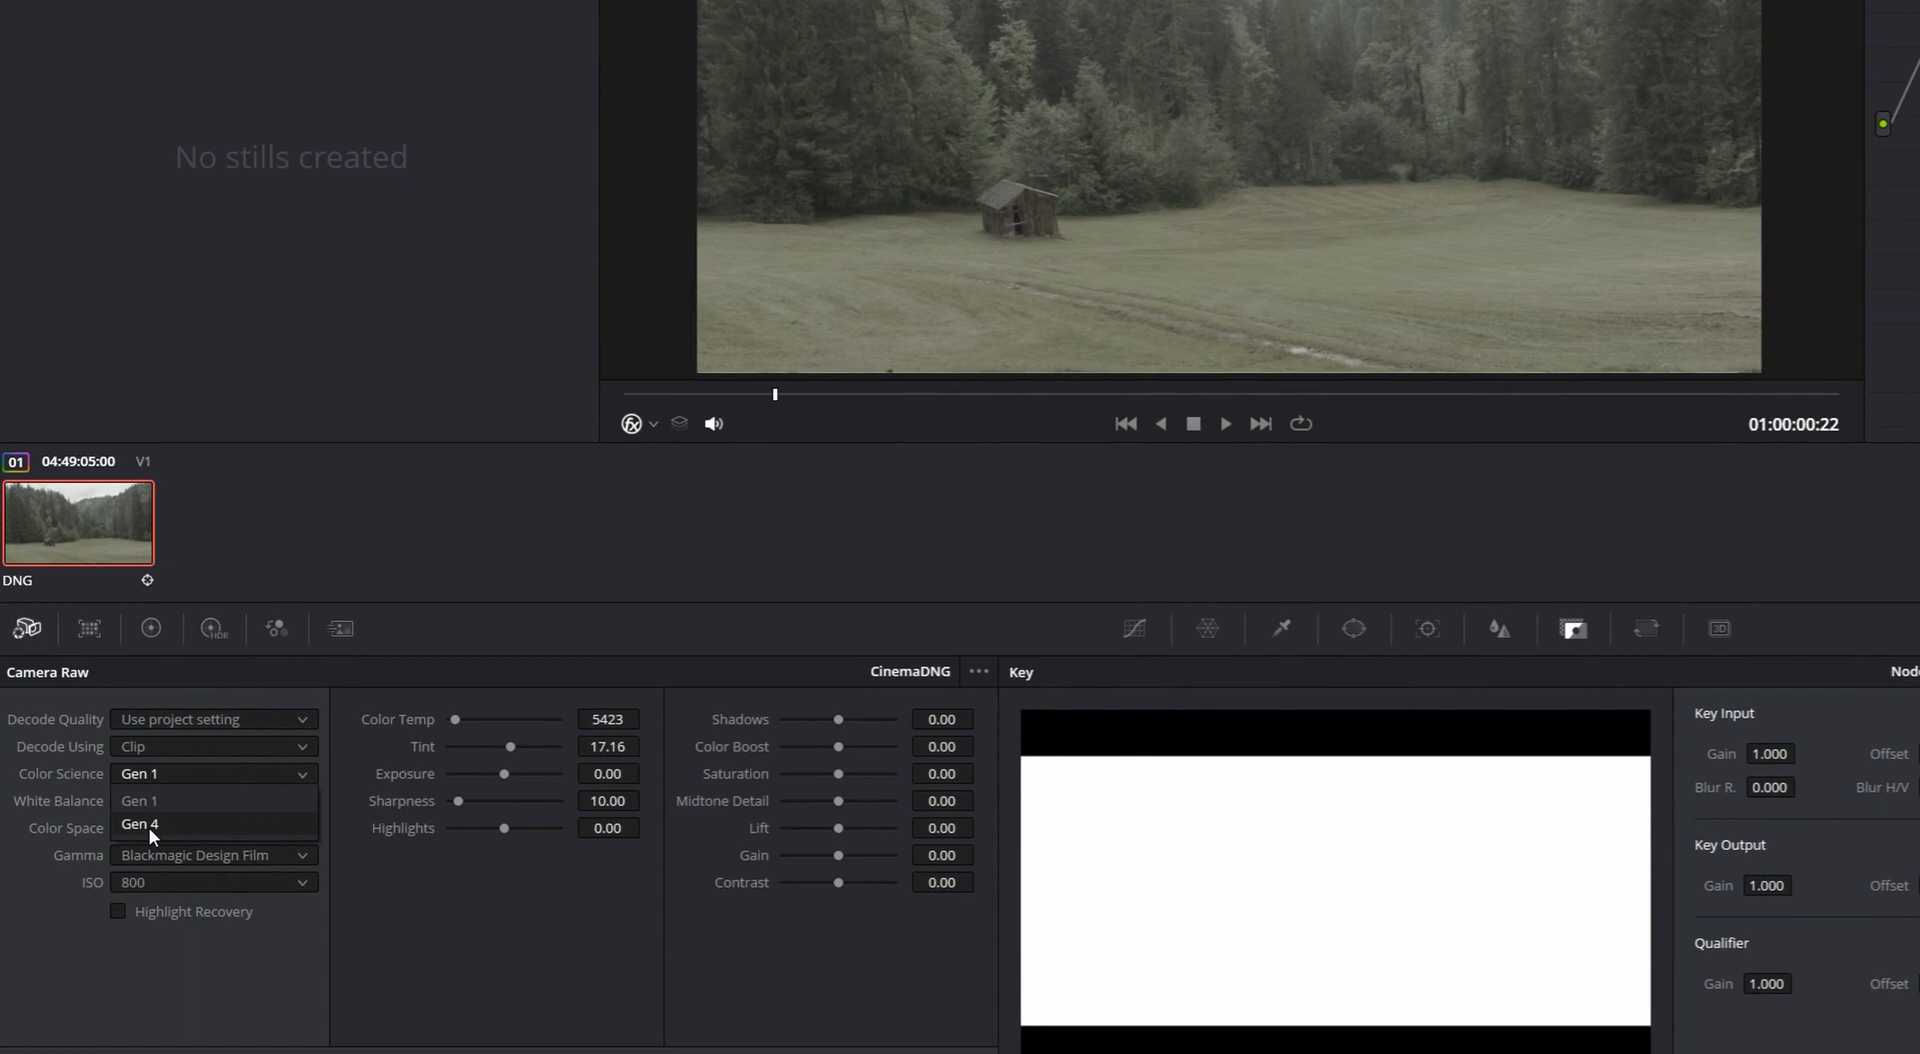 No stills created
01:00:00:22
01 04:49:05:00 V1
DNG
HDR
3D
Camera Raw
CinemaDNG
Key
Node
Decode Quality Use project setting
Decode Using Clip
Color Science Gen 1
White Balance Gen 1
Color Space Gen 4
Gamma Blackmagic Design Film
ISO 800
Highlight Recovery
Color Temp 5423
Tint 17.16
Exposure 0.00
Sharpness 10.00
Highlights 0.00
Shadows 0.00
Color Boost 0.00
Saturation 0.00
Midtone Detail 0.00
Lift 0.00
Gain 0.00
Contrast 0.00
Key Input
Gain 1.000 Offset
Blur R. 0.000 Blur H/V
Key Output
Gain 1.000 Offset
Qualifier
Gain 1.000 Offset